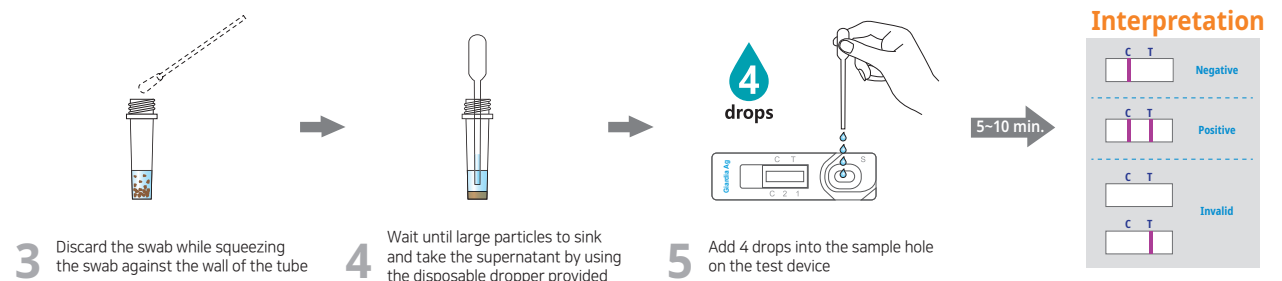 Interpretation
C T
Negative
C T
Positive
C T
Invalid
C T
4
drops
5~10 min.
Giardia Ag
C T
S
C 2 1
3
Discard the swab while squeezing
the swab against the wall of the tube
4
Wait until large particles to sink
and take the supernatant by using
the disposable dropper provided
5
Add 4 drops into the sample hole
on the test device